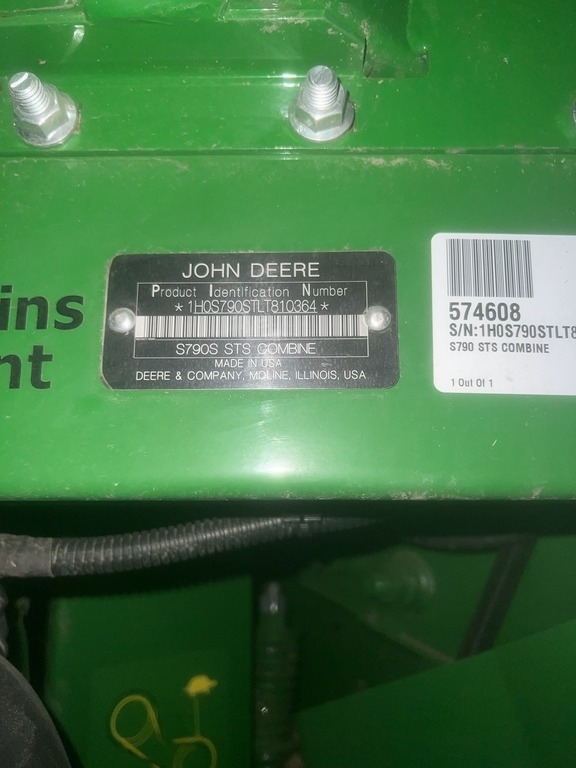 JOHN DEERE
Product Identification Number
*1H0S790STLT810364*
S790S STS COMBINE
MADE IN USA
DEERE & COMPANY, MOLINE, ILLINOIS, USA
ins
nt
574608
S/N:1H0S790STLT8
S790 STS COMBINE
1 Out Of 1